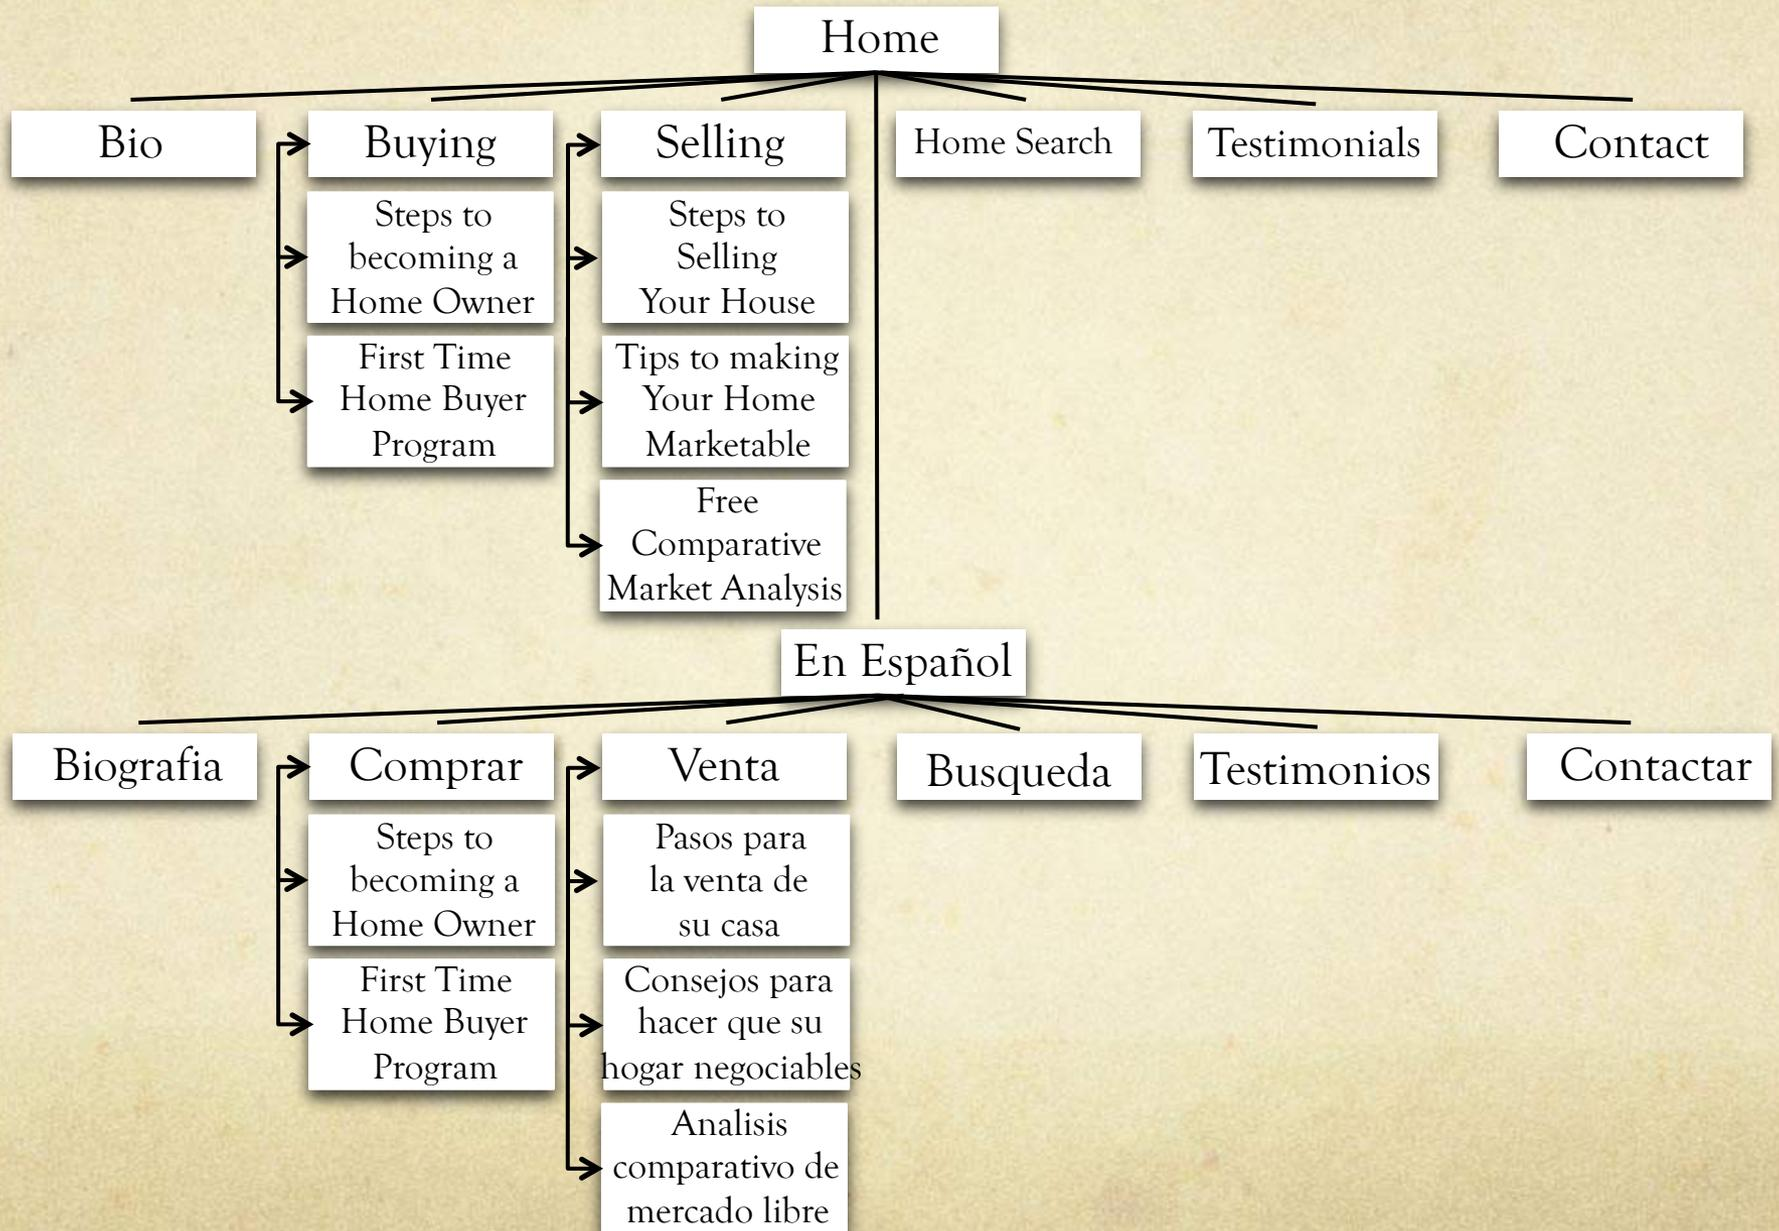 Home
Bio
Buying
Selling
Home Search
Testimonials
Contact
Steps to
becoming a
Home Owner
First Time
Home Buyer
Program
Steps to
Selling
Your House
Tips to making
Your Home
Marketable
Free
Comparative
Market Analysis
En Español
Biografia
Comprar
Venta
Busqueda
Testimonios
Contactar
Steps to
becoming a
Home Owner
First Time
Home Buyer
Program
Pasos para
la venta de
su casa
Consejos para
hacer que su
hogar negociables
Analisis
comparativo de
mercado libre